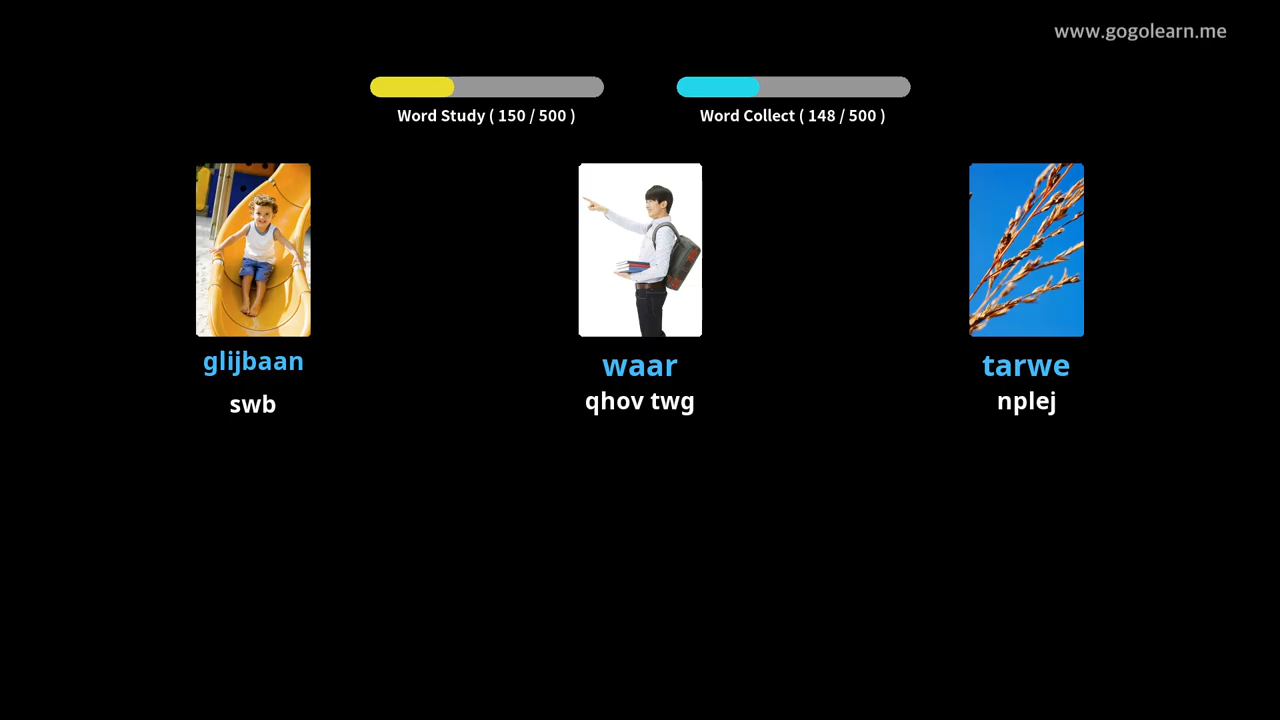 www.gogolearn.me
Word Study ( 150 / 500 )
Word Collect ( 148 / 500 )
glijbaan
swb
waar
qhov twg
tarwe
nplej